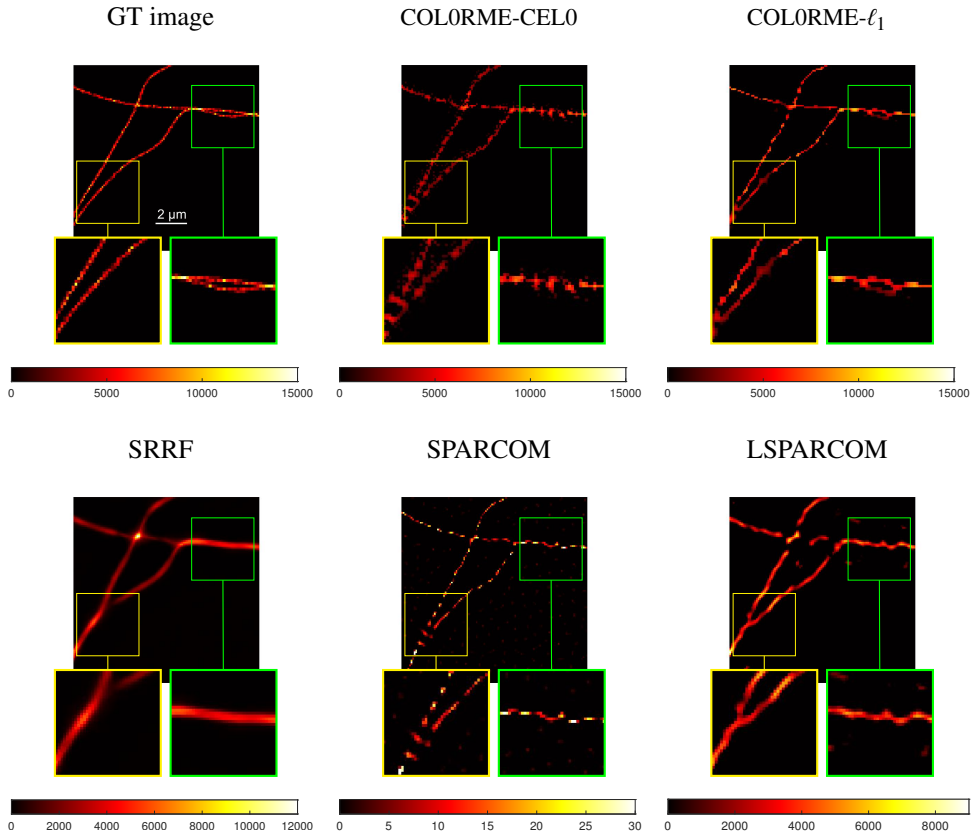 GT image COL0RME-CEL0 COL0RME-ℓ₁
2 μm
0 5000 10000 15000 0 5000 10000 15000 0 5000 10000 15000
SRRF SPARCOM LSPARCOM
0 2000 4000 6000 8000 10000 12000 0 5 10 15 20 25 30 0 2000 4000 6000 8000